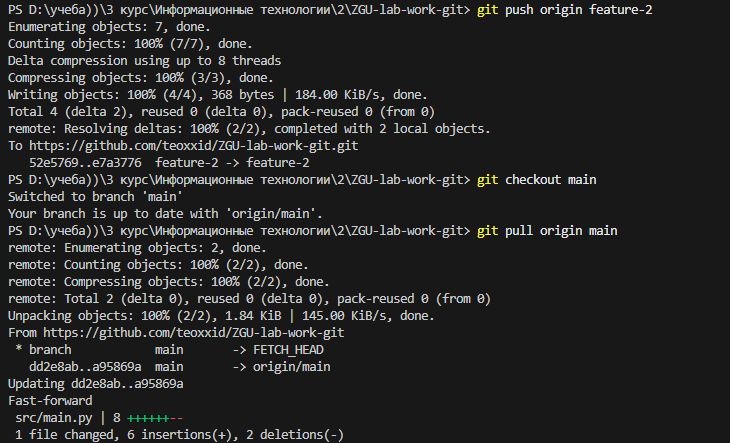 PS D:\учеба))\3 курс\Информационные технологии\2\ZGU-lab-work-git> git push origin feature-2
Enumerating objects: 7, done.
Counting objects: 100% (7/7), done.
Delta compression using up to 8 threads
Compressing objects: 100% (3/3), done.
Writing objects: 100% (4/4), 368 bytes | 184.00 KiB/s, done.
Total 4 (delta 2), reused 0 (delta 0), pack-reused 0 (from 0)
remote: Resolving deltas: 100% (2/2), completed with 2 local objects.
To https://github.com/teoxxid/ZGU-lab-work-git.git
   52e5769..e7a3776  feature-2 -> feature-2
PS D:\учеба))\3 курс\Информационные технологии\2\ZGU-lab-work-git> git checkout main
Switched to branch 'main'
Your branch is up to date with 'origin/main'.
PS D:\учеба))\3 курс\Информационные технологии\2\ZGU-lab-work-git> git pull origin main
remote: Enumerating objects: 2, done.
remote: Counting objects: 100% (2/2), done.
remote: Compressing objects: 100% (2/2), done.
remote: Total 2 (delta 0), reused 0 (delta 0), pack-reused 0 (from 0)
Unpacking objects: 100% (2/2), 1.84 KiB | 145.00 KiB/s, done.
From https://github.com/teoxxid/ZGU-lab-work-git
 * branch            main       -> FETCH_HEAD
   dd2e8ab..a95869a  main       -> origin/main
Updating dd2e8ab..a95869a
Fast-forward
 src/main.py | 8 ++++++--
 1 file changed, 6 insertions(+), 2 deletions(-)